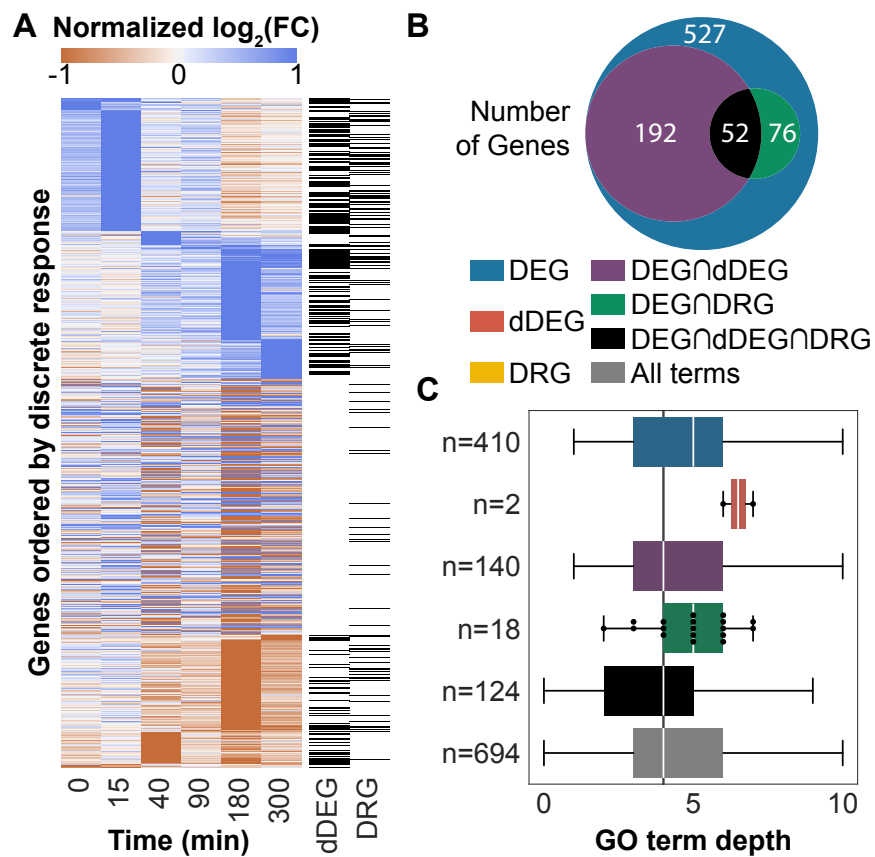 A Normalized log2(FC)
-1 0 1
Genes ordered by discrete response
0 15 40 90 180 300 dDEG DRG
Time (min)
B
527
192 52 76
Number
of Genes
DEG DEG∩dDEG
dDEG DEG∩DRG
DEG∩dDEG∩DRG
DRG All terms
C
n=410
n=2
n=140
n=18
n=124
n=694
0 5 10
GO term depth